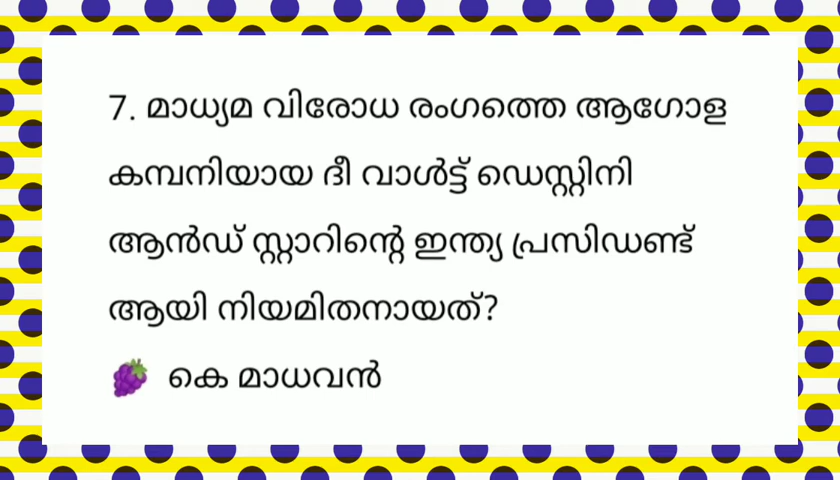 7. മാധ്യമ വിരോധ രംഗത്തെ ആഗോള
കമ്പനിയായ ദീ വാൾട്ട് ഡെസ്റ്റിനി
ആൻഡ് സ്റ്റാറിന്റെ ഇന്ത്യ പ്രസിഡണ്ട്
ആയി നിയമിതനായത്?
🍇 കെ മാധവൻ